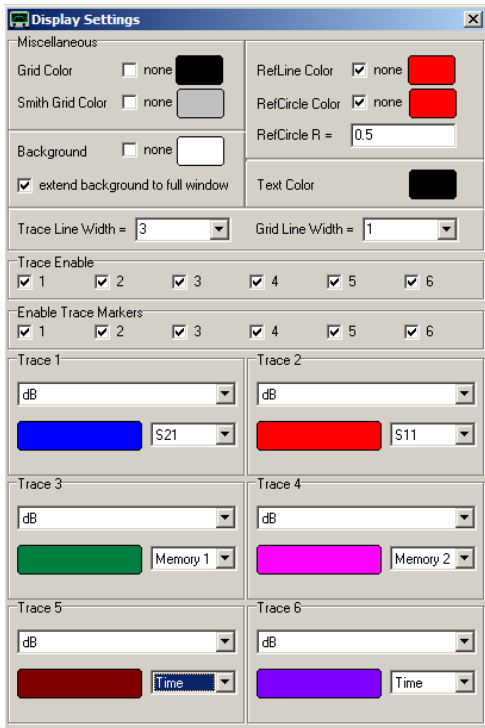 Display Settings
Miscellaneous
Grid Color none
RefLine Color none
Smith Grid Color none
RefCircle Color none
RefCircle R = 0.5
Background none
extend background to full window
Text Color
Trace Line Width = 3
Grid Line Width = 1
Trace Enable
1 2 3 4 5 6
Enable Trace Markers
1 2 3 4 5 6
Trace 1
dB
S21
Trace 2
dB
S11
Trace 3
dB
Memory 1
Trace 4
dB
Memory 2
Trace 5
dB
Time
Trace 6
dB
Time